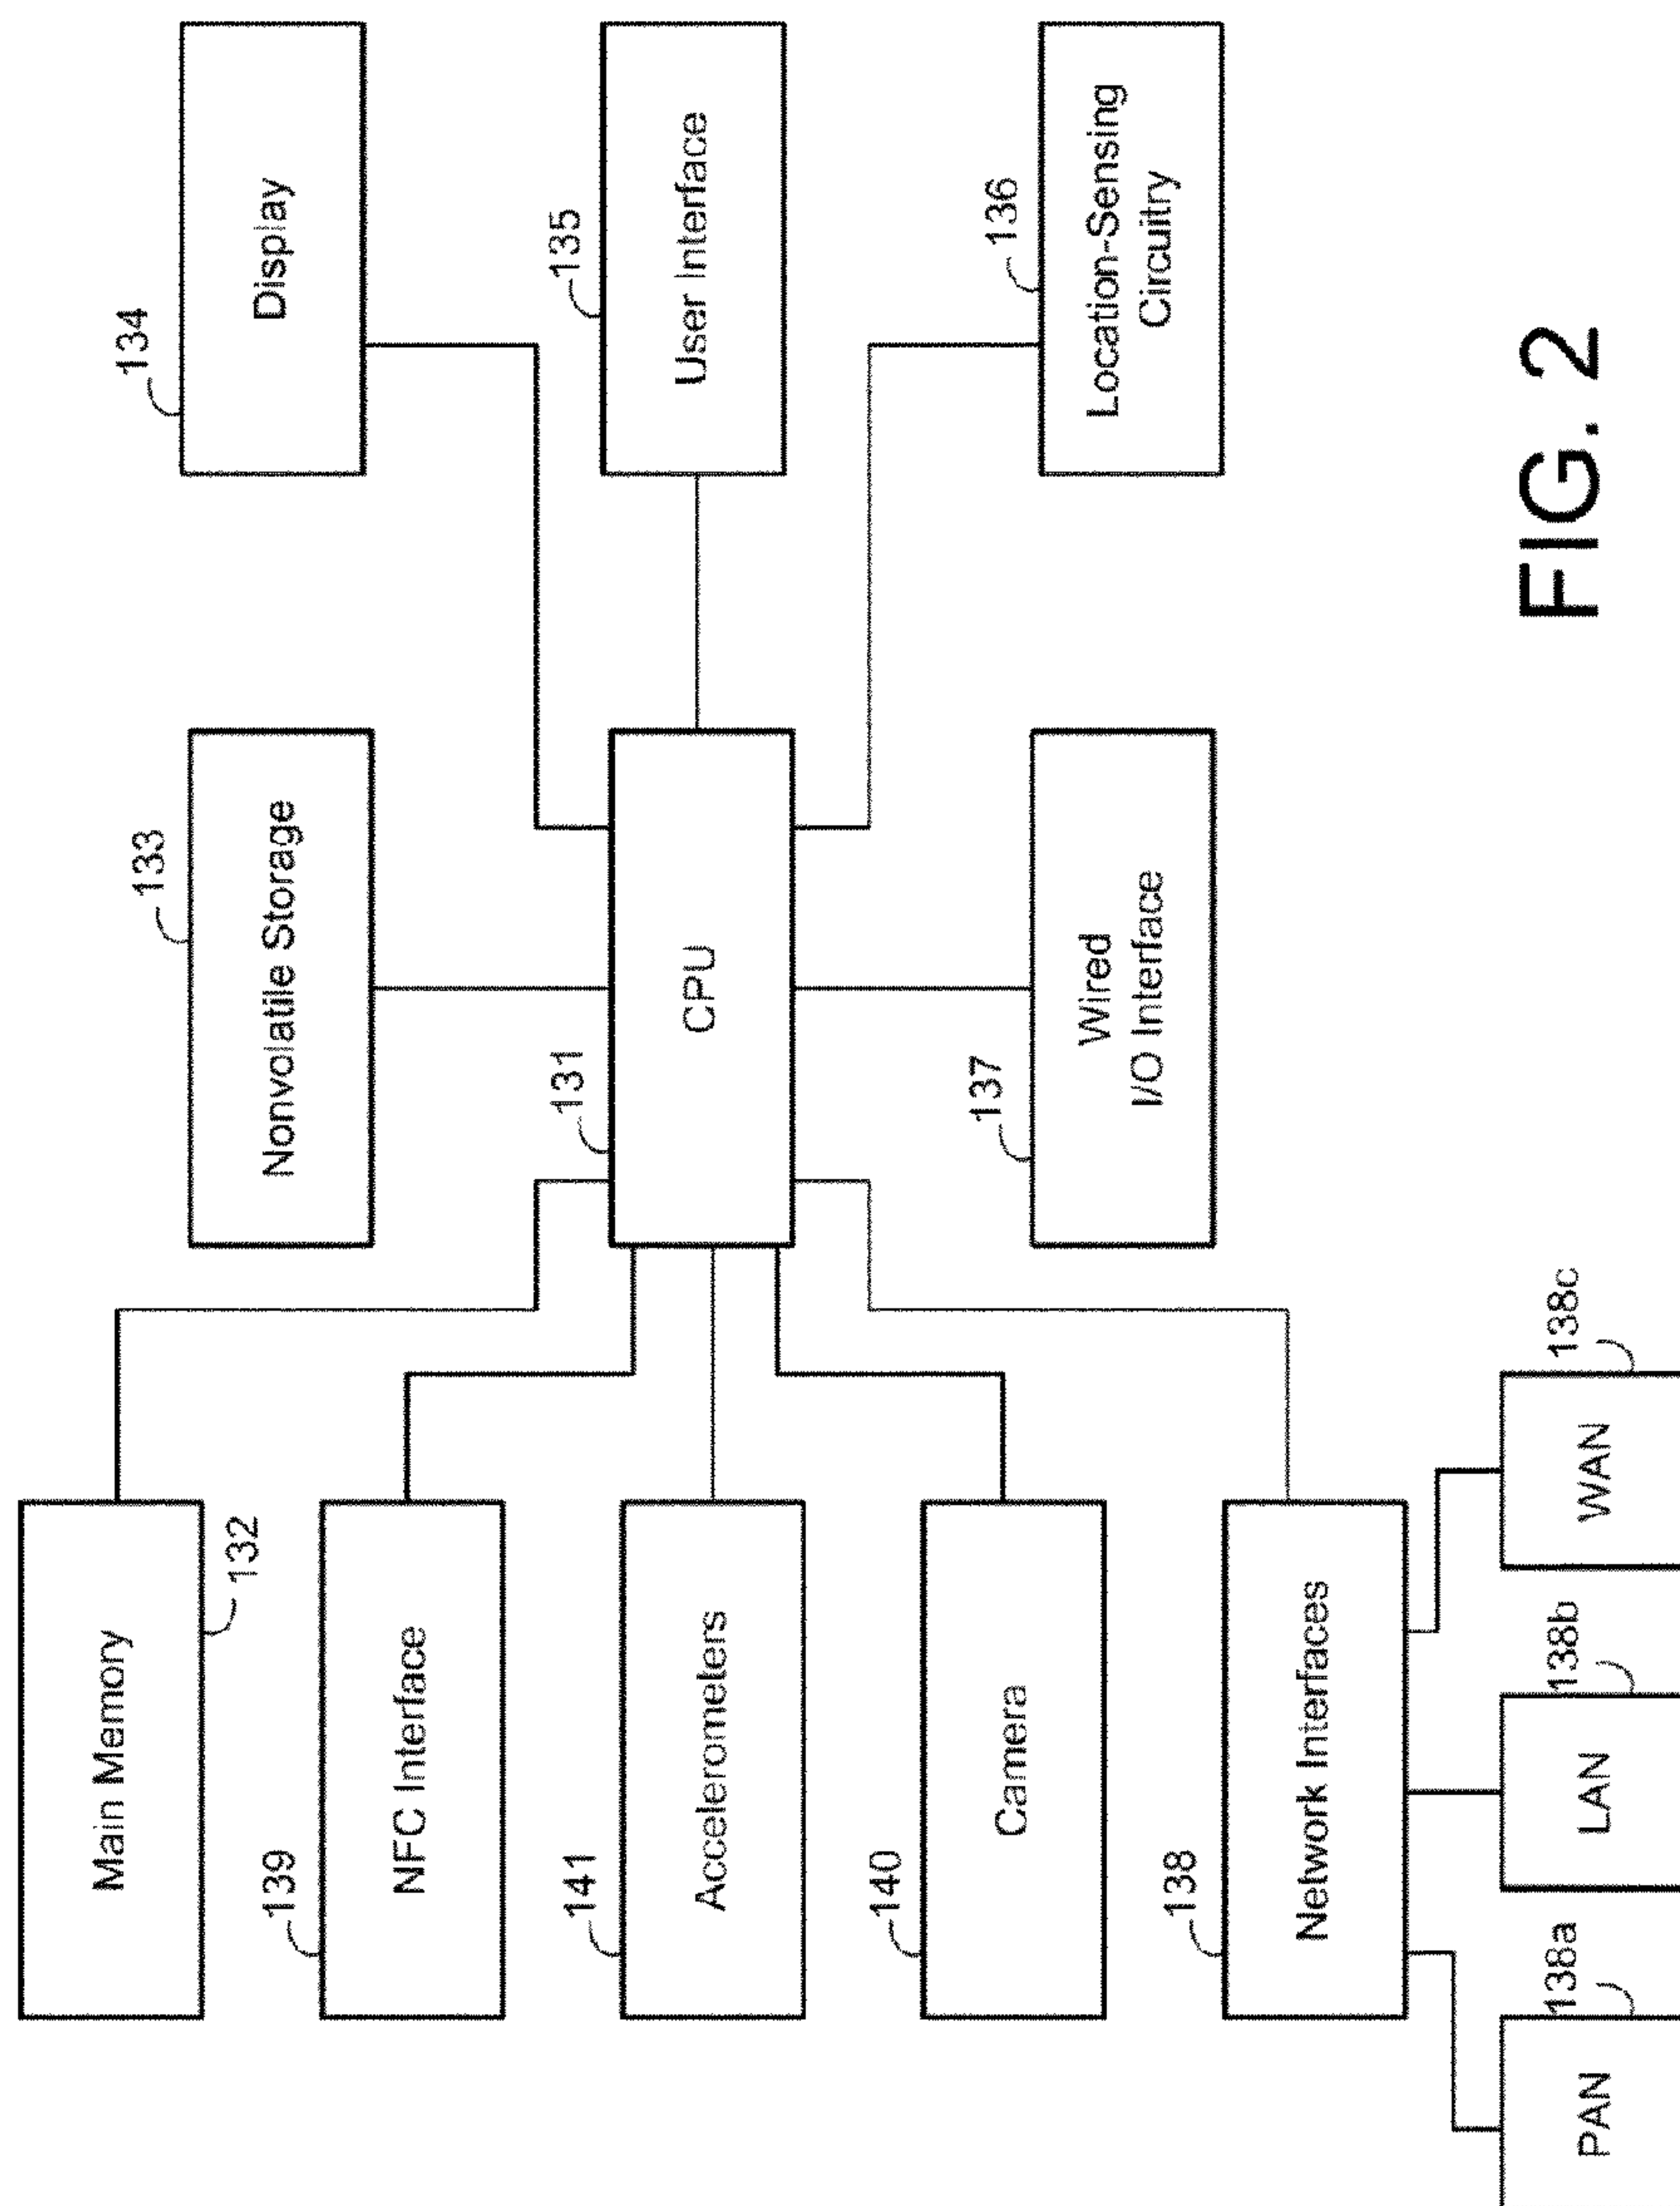 132
Main Memory
139
NFC Interface
141
Accelerometers
140
Camera
138
Network Interfaces
138a
PAN
138b
LAN
138c
WAN
133
Nonvolatile Storage
131
CPU
137
Wired
I/O Interface
134
Display
135
User Interface
136
Location-Sensing
Circuitry
FIG. 2